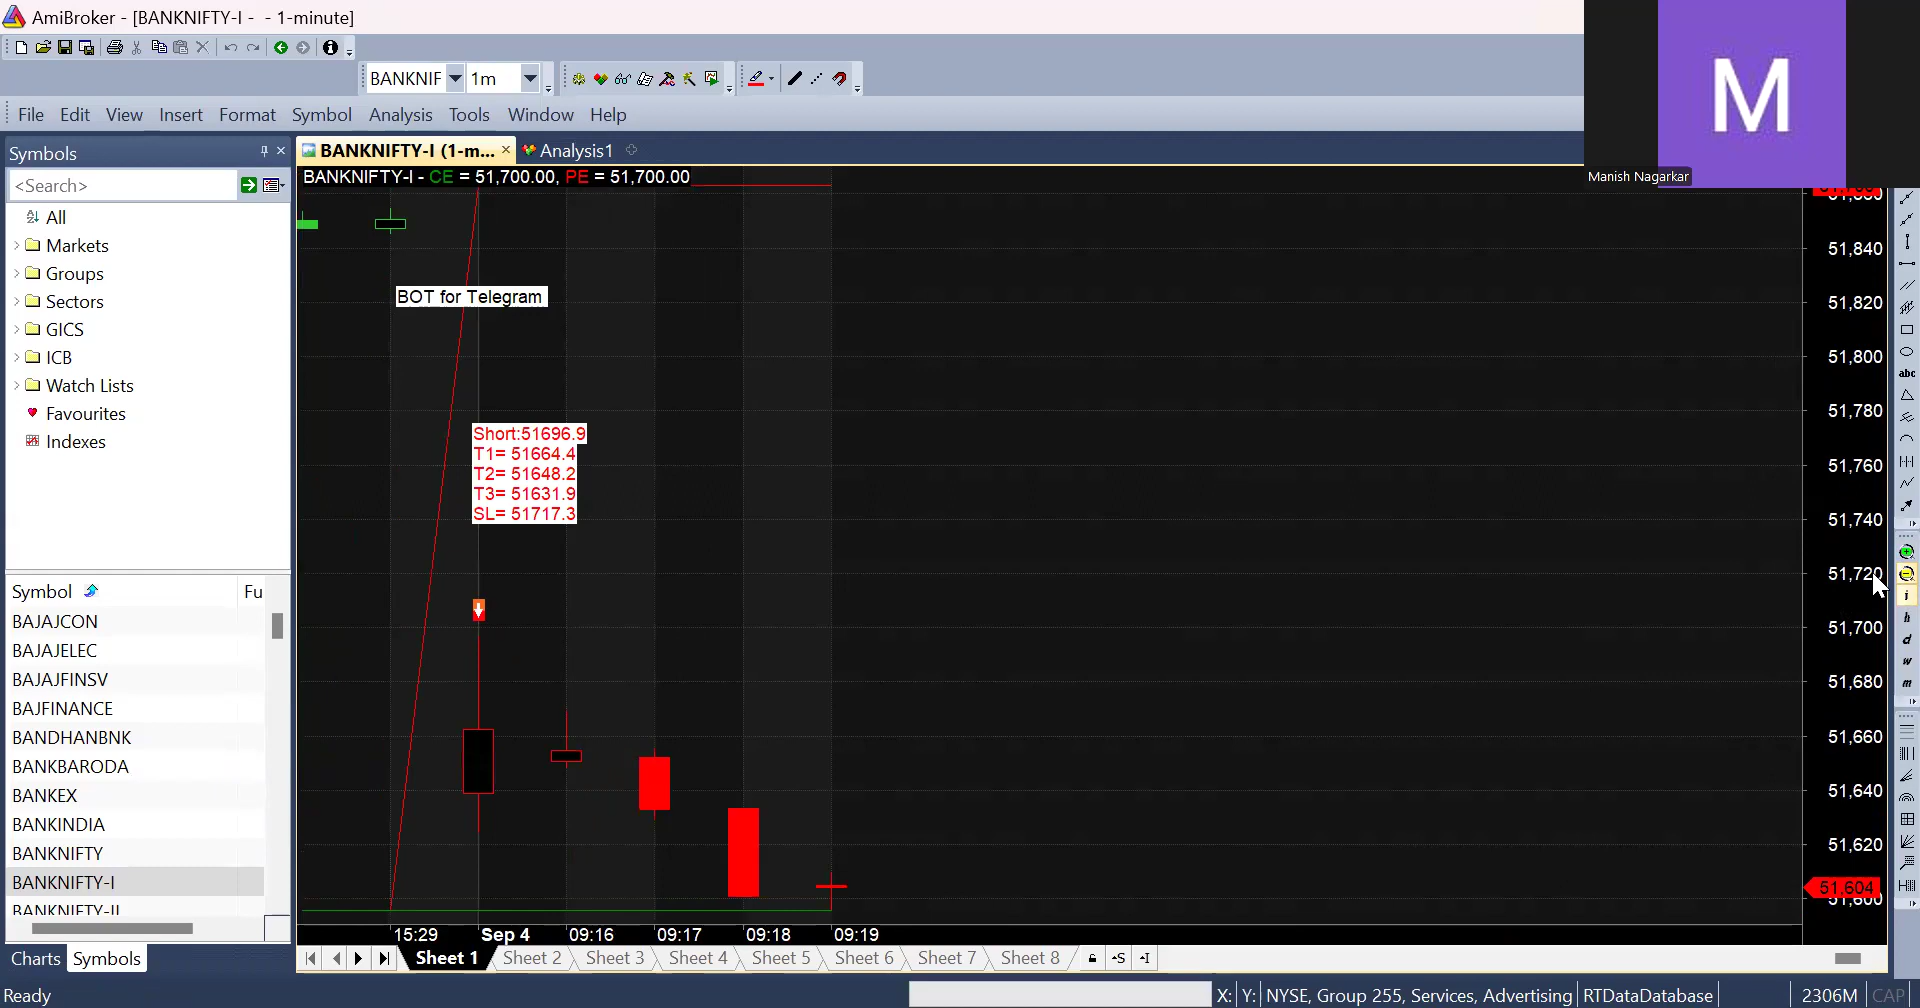 AmiBroker - [BANKNIFTY-I - - 1-minute]
BANKNIF
1m
File Edit View Insert Format Symbol Analysis Tools Window Help
M
Manish Nagarkar
Symbols
<Search>
All
Markets
Groups
Sectors
GICS
ICB
Watch Lists
Favourites
Indexes
Symbol Fu
BAJAJCON
BAJAJELEC
BAJAJFINSV
BAJFINANCE
BANDHANBNK
BANKBARODA
BANKEX
BANKINDIA
BANKNIFTY
BANKNIFTY-I
BANKNIFTY-II
Charts Symbols
BANKNIFTY-I (1-m... Analysis1
BANKNIFTY-I - CE = 51,700.00, PE = 51,700.00
BOT for Telegram
Short:51696.9
T1= 51664.4
T2= 51648.2
T3= 51631.9
SL= 51717.3
51,840
51,820
51,800
51,780
51,760
51,740
51,720
51,700
51,680
51,660
51,640
51,620
51,604
51,600
abc
i
h
d
w
m
15:29 Sep 4 09:16 09:17 09:18 09:19
Sheet 1 Sheet 2 Sheet 3 Sheet 4 Sheet 5 Sheet 6 Sheet 7 Sheet 8
Ready
X: Y: NYSE, Group 255, Services, Advertising RTDataDatabase 2306M CAP